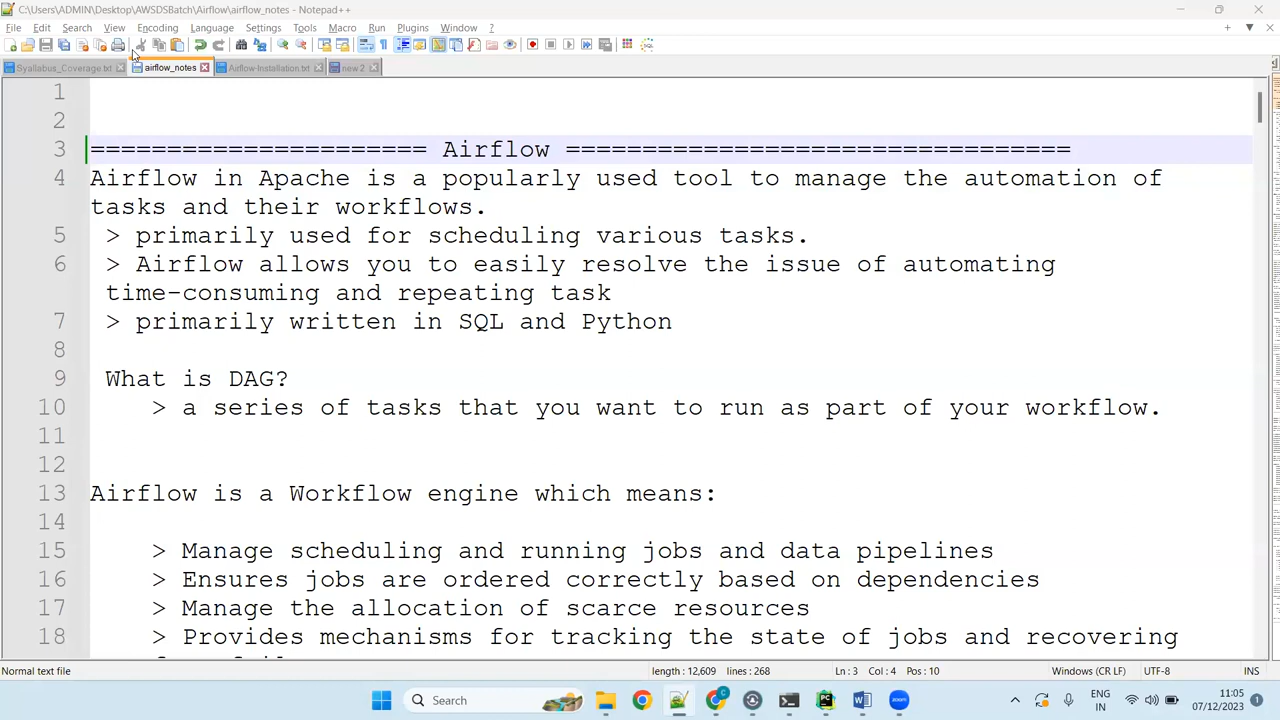 C:\Users\ADMIN\Desktop\AWSDSBatch\Airflow\airflow_notes - Notepad++
File Edit Search View Encoding Language Settings Tools Macro Run Plugins Window ?
Syallabus_Coverage.txt airflow_notes Airflow-Installation.txt new 2
1
2
3 ====================== Airflow =================================
4 Airflow in Apache is a popularly used tool to manage the automation of
tasks and their workflows.
5 > primarily used for scheduling various tasks.
6 > Airflow allows you to easily resolve the issue of automating
time-consuming and repeating task
7 > primarily written in SQL and Python
8
9 What is DAG?
10 > a series of tasks that you want to run as part of your workflow.
11
12
13 Airflow is a Workflow engine which means:
14
15 > Manage scheduling and running jobs and data pipelines
16 > Ensures jobs are ordered correctly based on dependencies
17 > Manage the allocation of scarce resources
18 > Provides mechanisms for tracking the state of jobs and recovering
Normal text file length : 12,609 lines : 268 Ln : 3 Col : 4 Pos : 10 Windows (CR LF) UTF-8 INS
Search ENG IN 11:05 07/12/2023